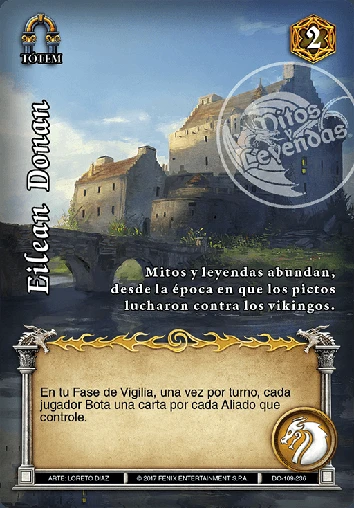 TÓTEM
2
Mitos y
Leyendas
Eilean Donan
Mitos y leyendas abundan,
desde la época en que los pictos
lucharon contra los vikingos.
En tu Fase de Vigilia, una vez por turno, cada
jugador Bota una carta por cada Aliado que
controle.
ARTE: LORETO DIAZ
© 2017 FENIX ENTERTAINMENT S.PA.
DO-109-236